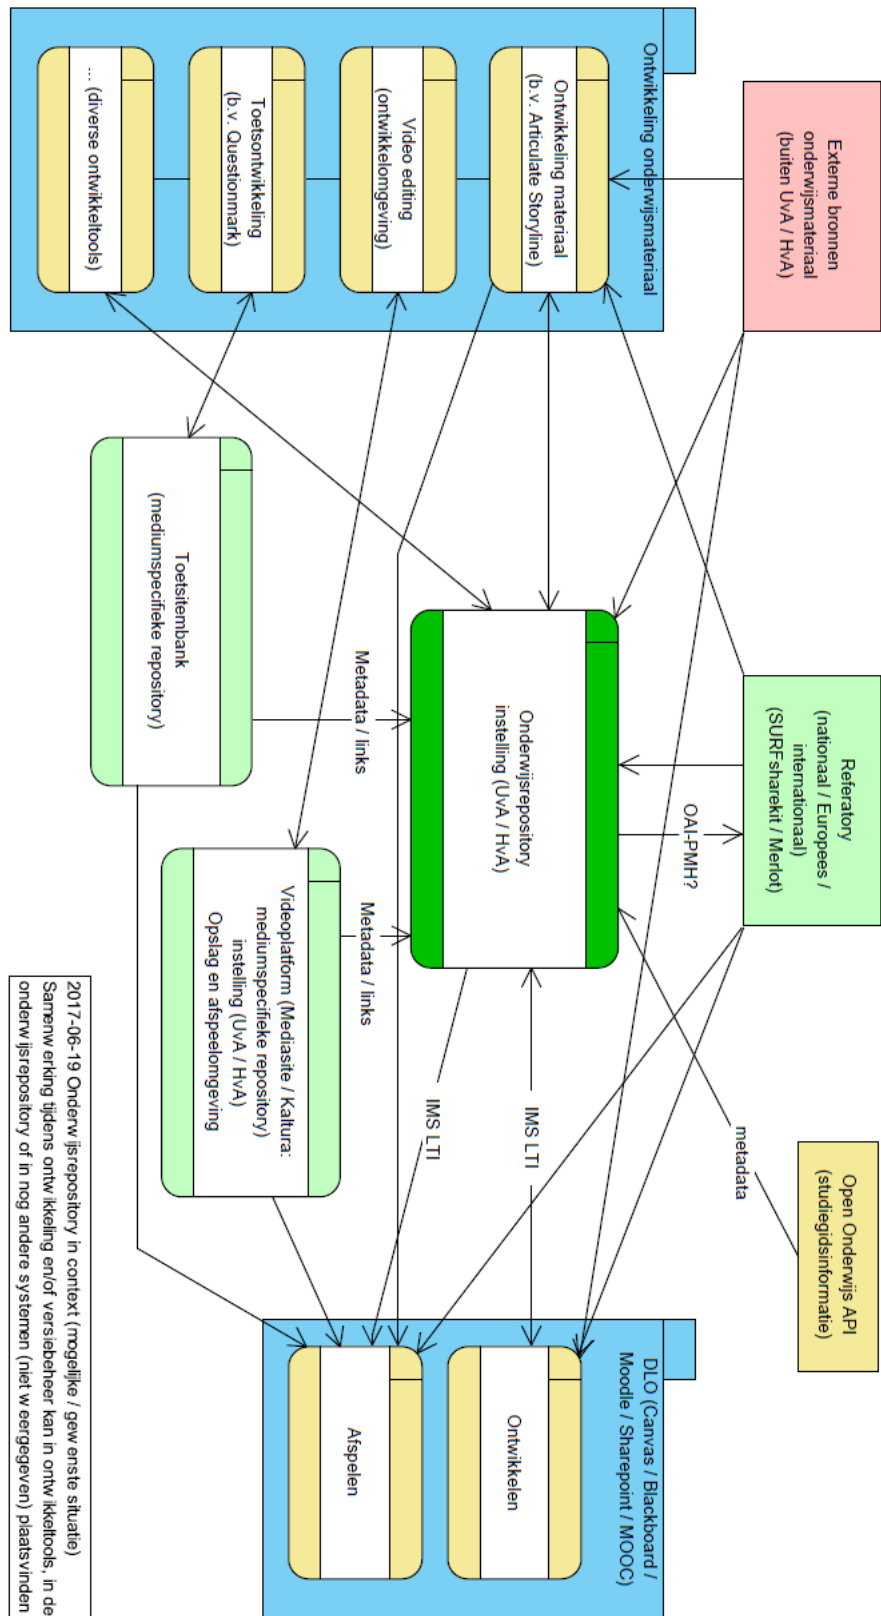 Externe bronnen
onderwijsmateriaal
(buiten UvA / HvA)
Referatory
(nationaal / Europees /
internationaal)
(SURFsharekit / Merlot)
Open Onderwijs API
(studiegidsinformatie)
Ontwikkeling onderwijsmateriaal
Ontwikkeling materiaal
(b.v. Articulate Storyline)
Video editing
(ontwikkelomgeving)
Toetsontwikkeling
(b.v. Questionmark)
... (diverse ontwikkeltools)
OAI-PMH?
metadata
Onderwijsrepository
instelling (UvA / HvA)
IMS LTI
IMS LTI
Metadata / links
Metadata / links
Toetsitembank
(mediumspecifieke repository)
Videoplatform (Mediasite / Kaltura:
mediumspecifieke repository)
instelling (UvA / HvA)
Opslag en afspeelomgeving
DLO (Canvas / Blackboard /
Moodle / Sharepoint / MOOC)
Ontwikkelen
Afspelen
2017-06-19 Onderwijsrepository in context (mogelijke / gewenste situatie)
Samenwerking tijdens ontwikkeling en/of versiebeheer kan in ontwikkeltools, in de
onderwijsrepository of in nog andere systemen (niet weergegeven) plaatsvinden